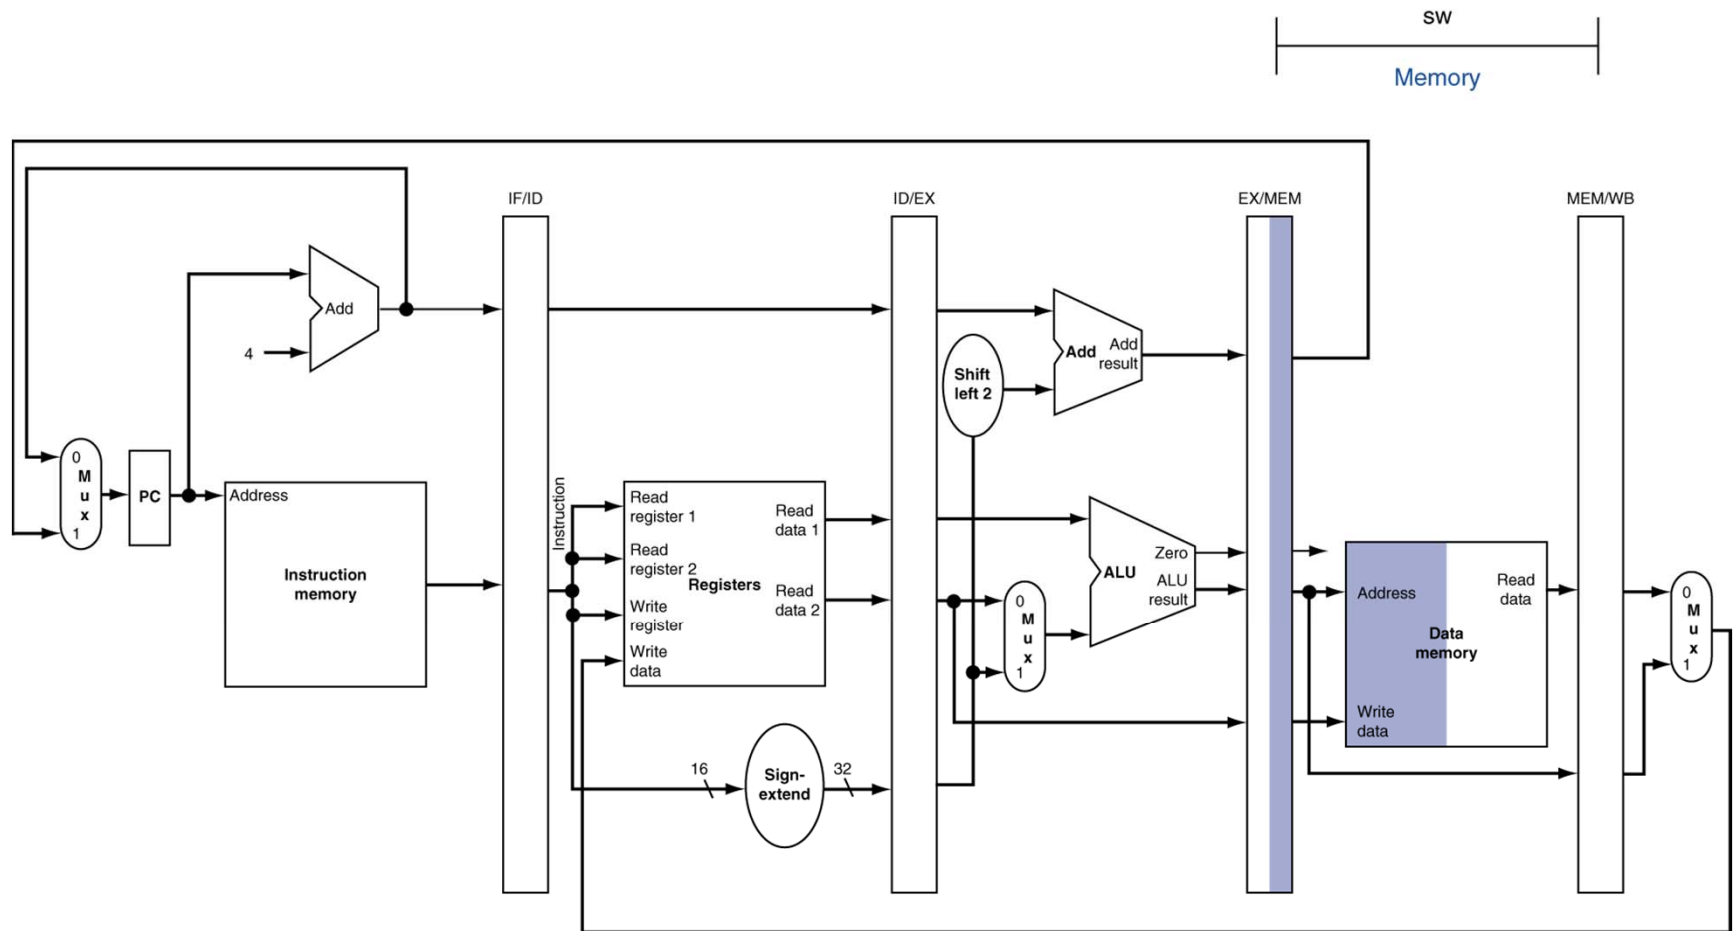 sw
Memory
IF/ID
ID/EX
EX/MEM
MEM/WB
Add
4
Shift
left 2
Add
Add
result
0
M
u
x
1
PC
Address
Instruction
memory
Instruction
Read
register 1
Read
register 2
Write
register
Write
data
Registers
Read
data 1
Read
data 2
16
Sign-
extend
32
0
M
u
x
1
Zero
ALU
ALU
result
Address
Read
data
Data
memory
Write
data
0
M
u
x
1